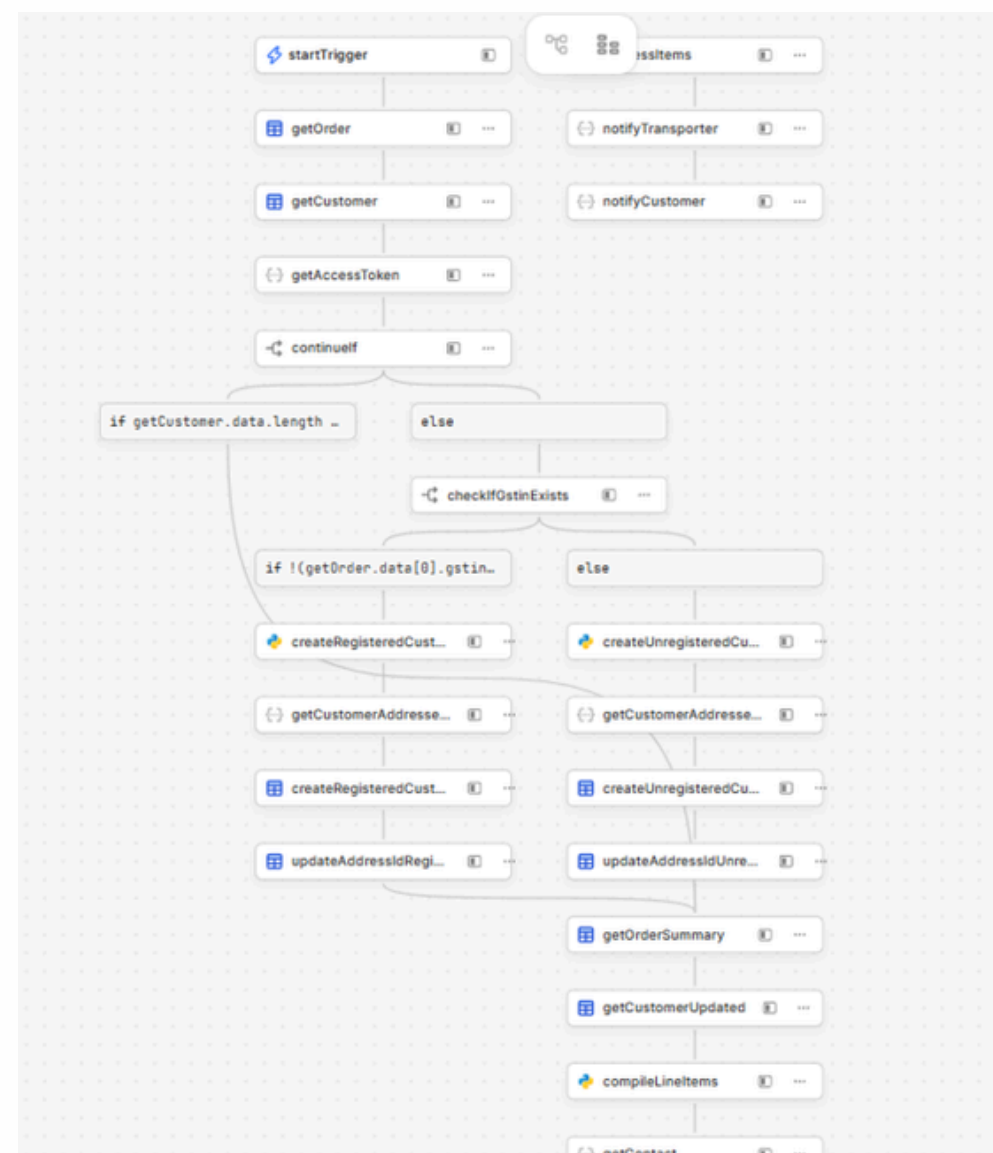 startTrigger
essItems
getOrder
notifyTransporter
getCustomer
notifyCustomer
getAccessToken
continueIf
if getCustomer.data.length …
else
checkIfGstinExists
if !(getOrder.data[0].gstin…
else
createRegisteredCust...
createUnregisteredCu...
getCustomerAddresse...
getCustomerAddresse...
createRegisteredCust...
createUnregisteredCu...
updateAddressIdRegi...
updateAddressIdUnre...
getOrderSummary
getCustomerUpdated
compileLineItems
getContact